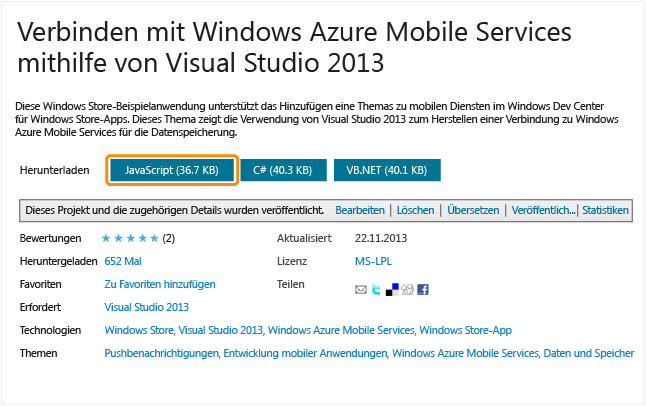 Verbinden mit Windows Azure Mobile Services
mithilfe von Visual Studio 2013
Diese Windows Store-Beispielanwendung unterstützt das Hinzufügen eine Themas zu mobilen Diensten im Windows Dev Center
für Windows Store-Apps. Dieses Thema zeigt die Verwendung von Visual Studio 2013 zum Herstellen einer Verbindung zu Windows
Azure Mobile Services für die Datenspeicherung.
Herunterladen JavaScript (36.7 KB) C# (40.3 KB) VB.NET (40.1 KB)
Dieses Projekt und die zugehörigen Details wurden veröffentlicht. Bearbeiten | Löschen | Übersetzen | Veröffentlich...| Statistiken
Bewertungen (2) Aktualisiert 22.11.2013
Heruntergeladen 652 Mal Lizenz MS-LPL
Favoriten Zu Favoriten hinzufügen Teilen
Erfordert Visual Studio 2013
Technologien Windows Store, Visual Studio 2013, Windows Azure Mobile Services, Windows Store-App
Themen Pushbenachrichtigungen, Entwicklung mobiler Anwendungen, Windows Azure Mobile Services, Daten und Speicher